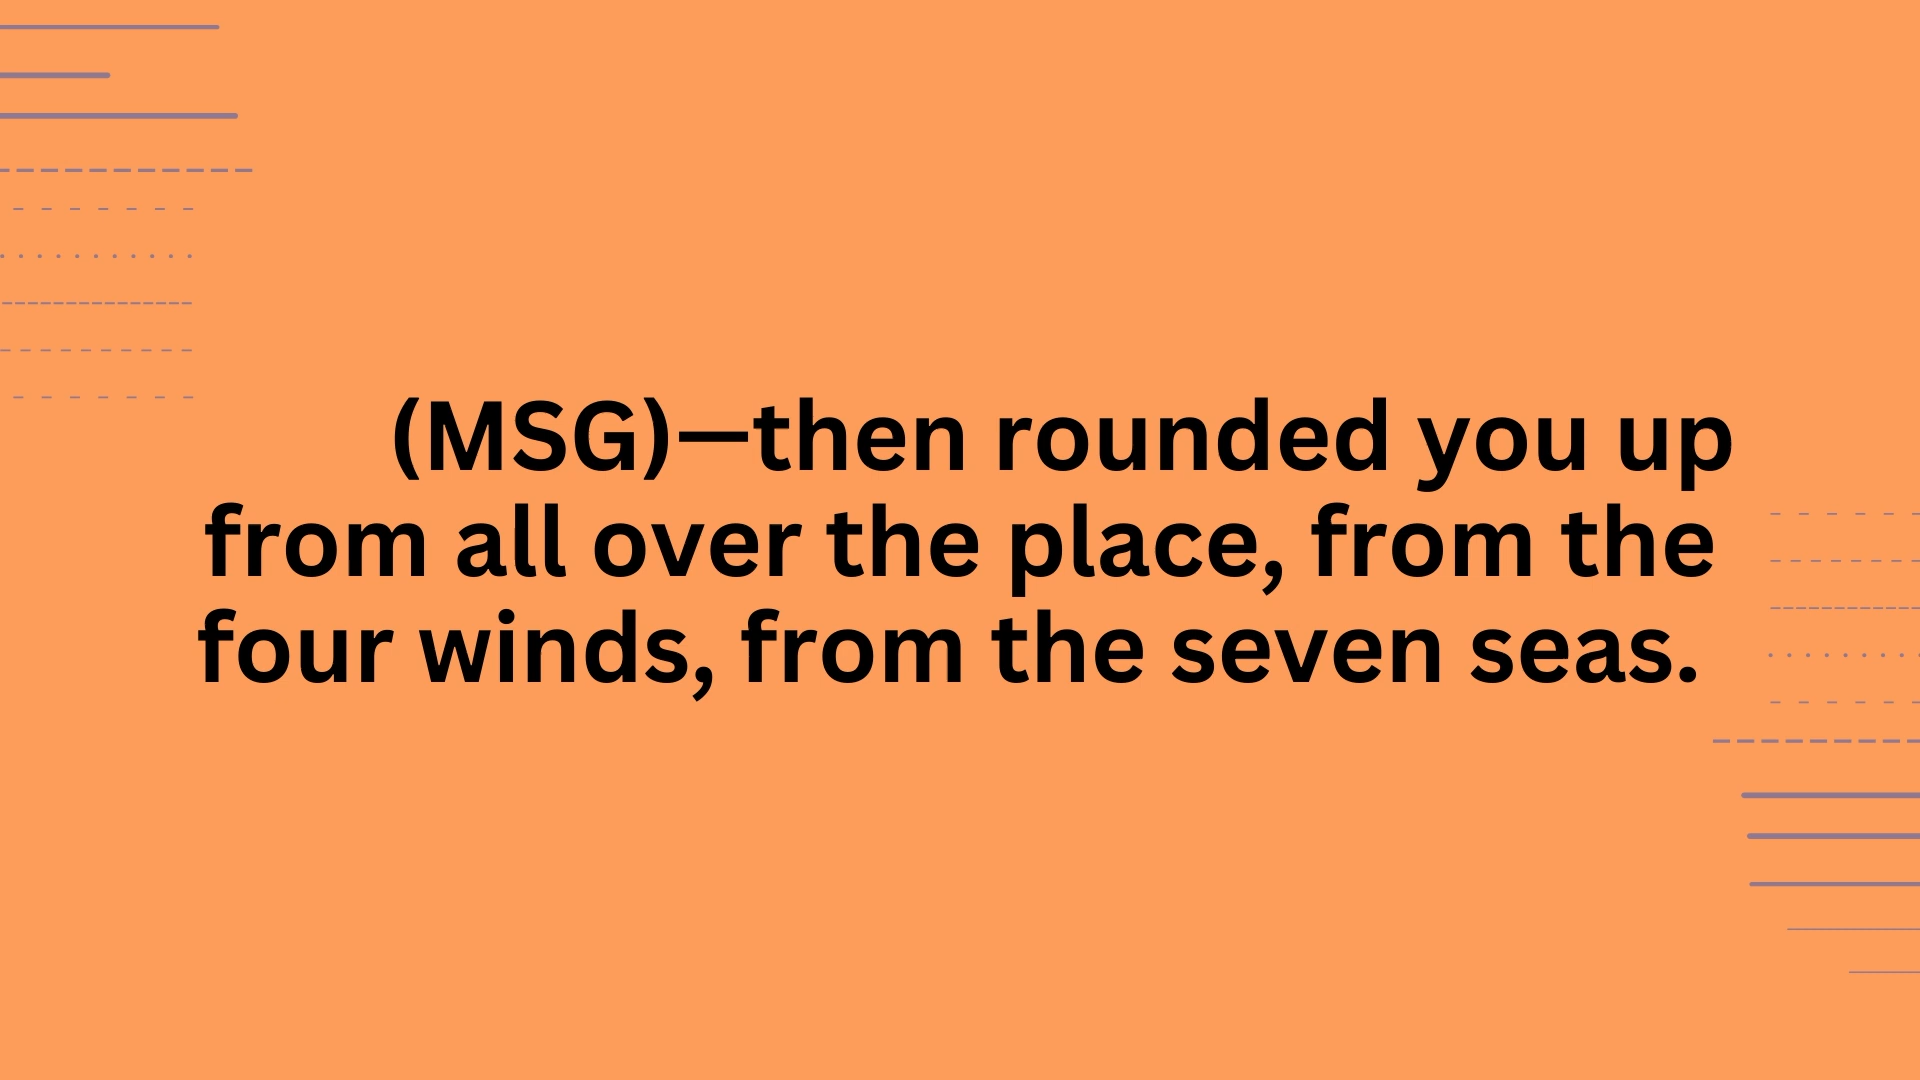 (MSG)—then rounded you up
from all over the place, from the
four winds, from the seven seas.